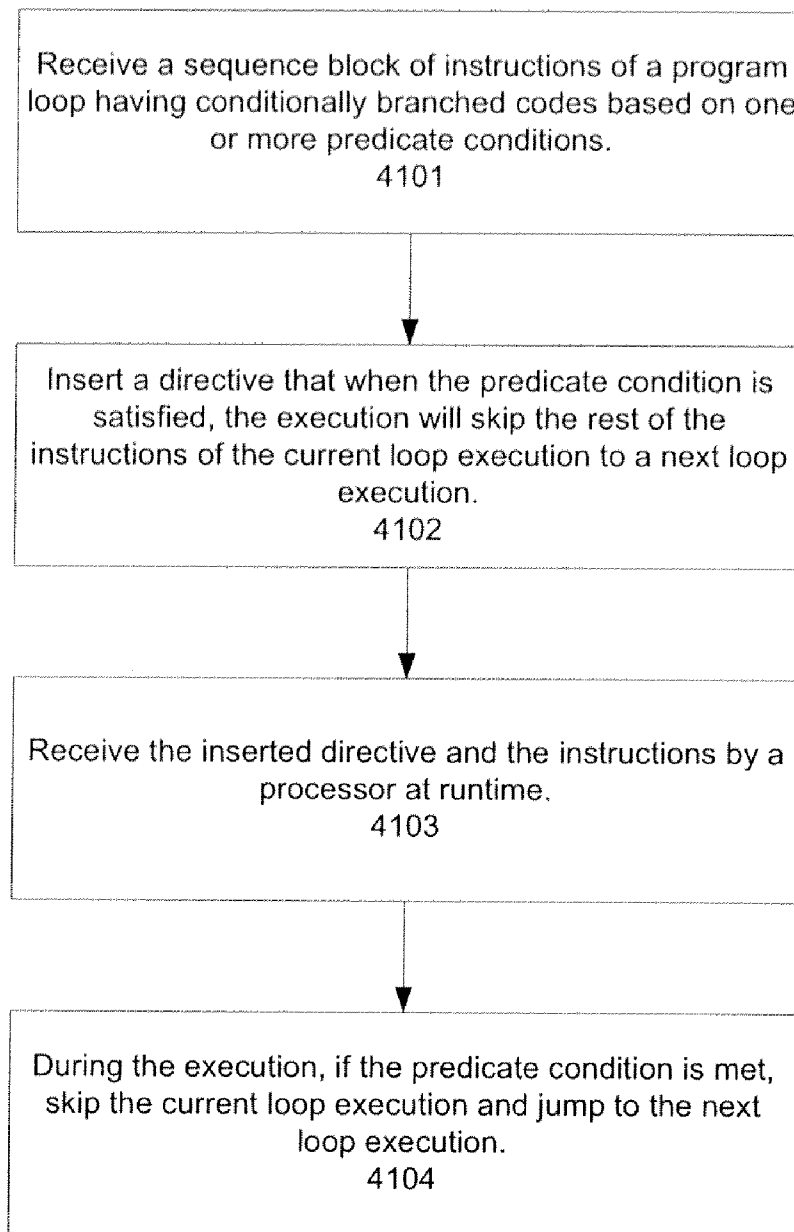 Receive a sequence block of instructions of a program
loop having conditionally branched codes based on one
or more predicate conditions.
4101
Insert a directive that when the predicate condition is
satisfied, the execution will skip the rest of the
instructions of the current loop execution to a next loop
execution.
4102
Receive the inserted directive and the instructions by a
processor at runtime.
4103
During the execution, if the predicate condition is met,
skip the current loop execution and jump to the next
loop execution.
4104